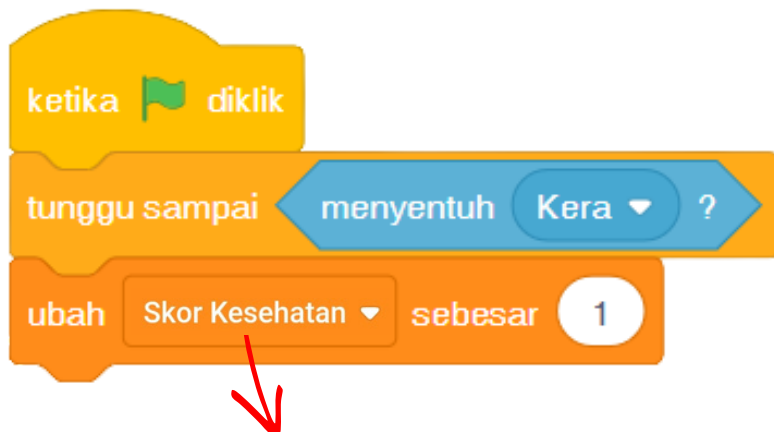 ketika diklik
tunggu sampai menyentuh Kera ?
ubah Skor Kesehatan sebesar 1